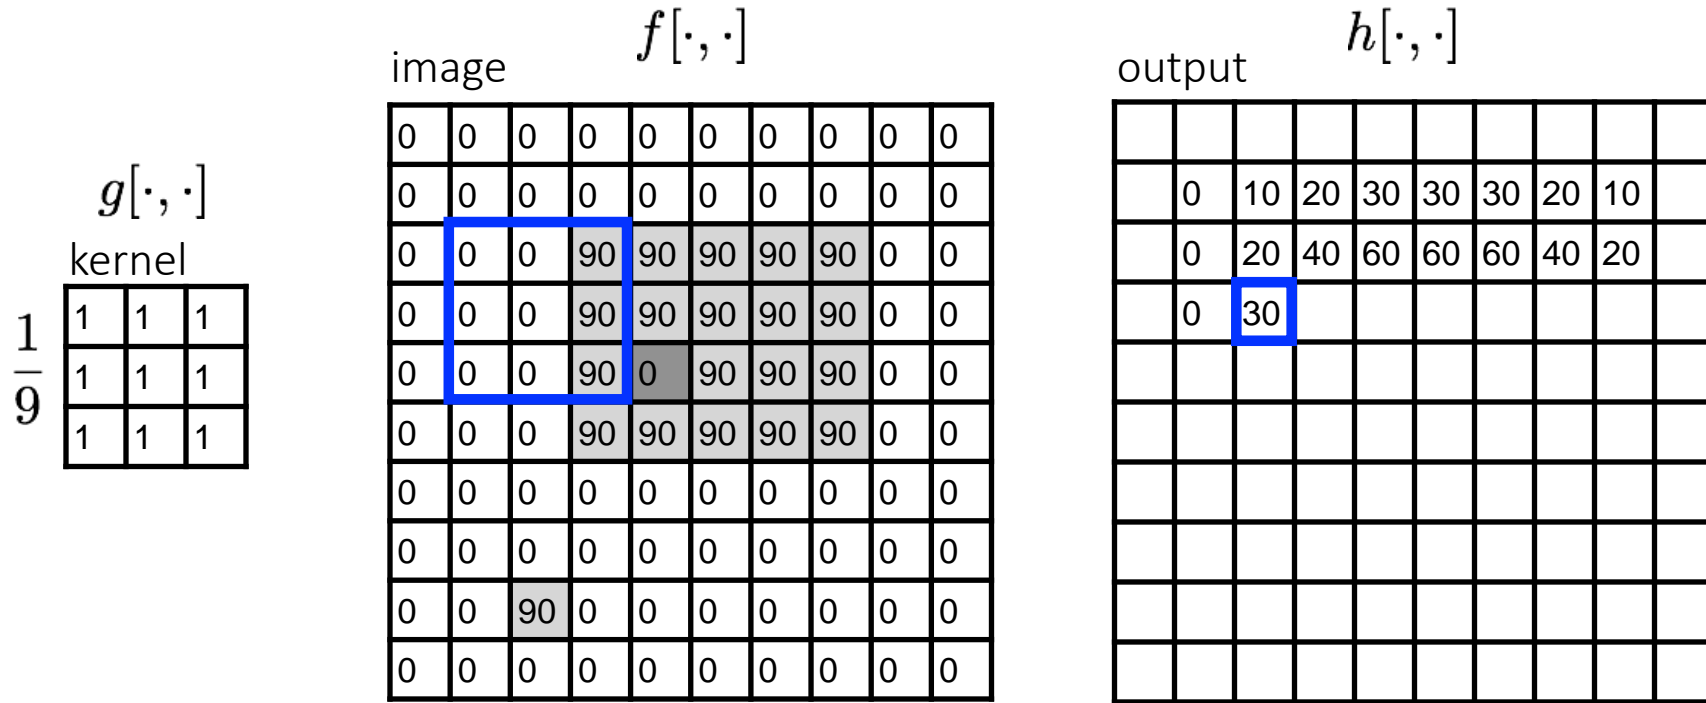 f[·, ·]
h[·, ·]
image
output
g[·, ·]
kernel
1/9
1 1 1
1 1 1
1 1 1
0 0 0 0 0 0 0 0 0 0
0 0 0 0 0 0 0 0 0 0
0 0 0 90 90 90 90 90 0 0
0 0 0 90 90 90 90 90 0 0
0 0 0 90 0 90 90 90 0 0
0 0 0 90 90 90 90 90 0 0
0 0 0 0 0 0 0 0 0 0
0 0 0 0 0 0 0 0 0 0
0 0 90 0 0 0 0 0 0 0
0 0 0 0 0 0 0 0 0 0
0 10 20 30 30 30 20 10
0 20 40 60 60 60 40 20
0 30